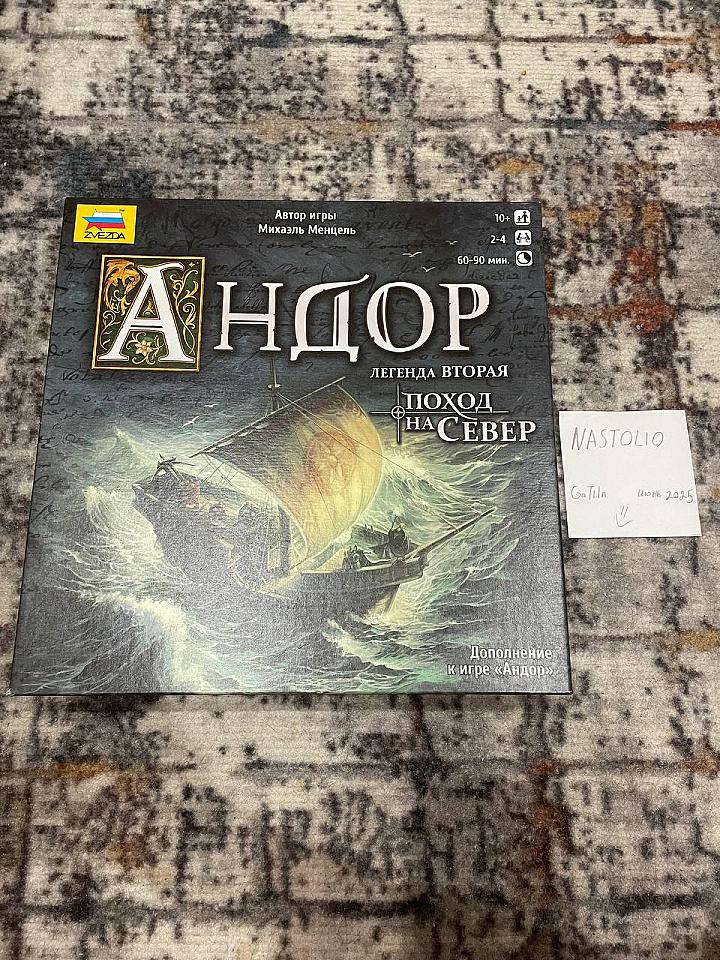 ZVEZDA
Автор игры
Михаэль Менцель
10+
2-4
60-90 мин.
АНДОР
ЛЕГЕНДА ВТОРАЯ
ПОХОД
НА СЕВЕР
Дополнение
к игре «Андор»
NASTOLIO
GaTiln июнь 2025